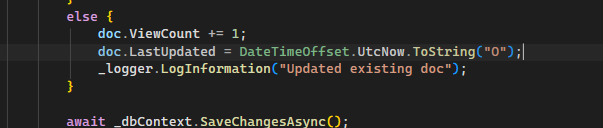 }
else {
doc.ViewCount += 1;
doc.LastUpdated = DateTimeOffset.UtcNow.ToString("O");
_logger.LogInformation("Updated existing doc");
}
await _dbContext.SaveChangesAsync();